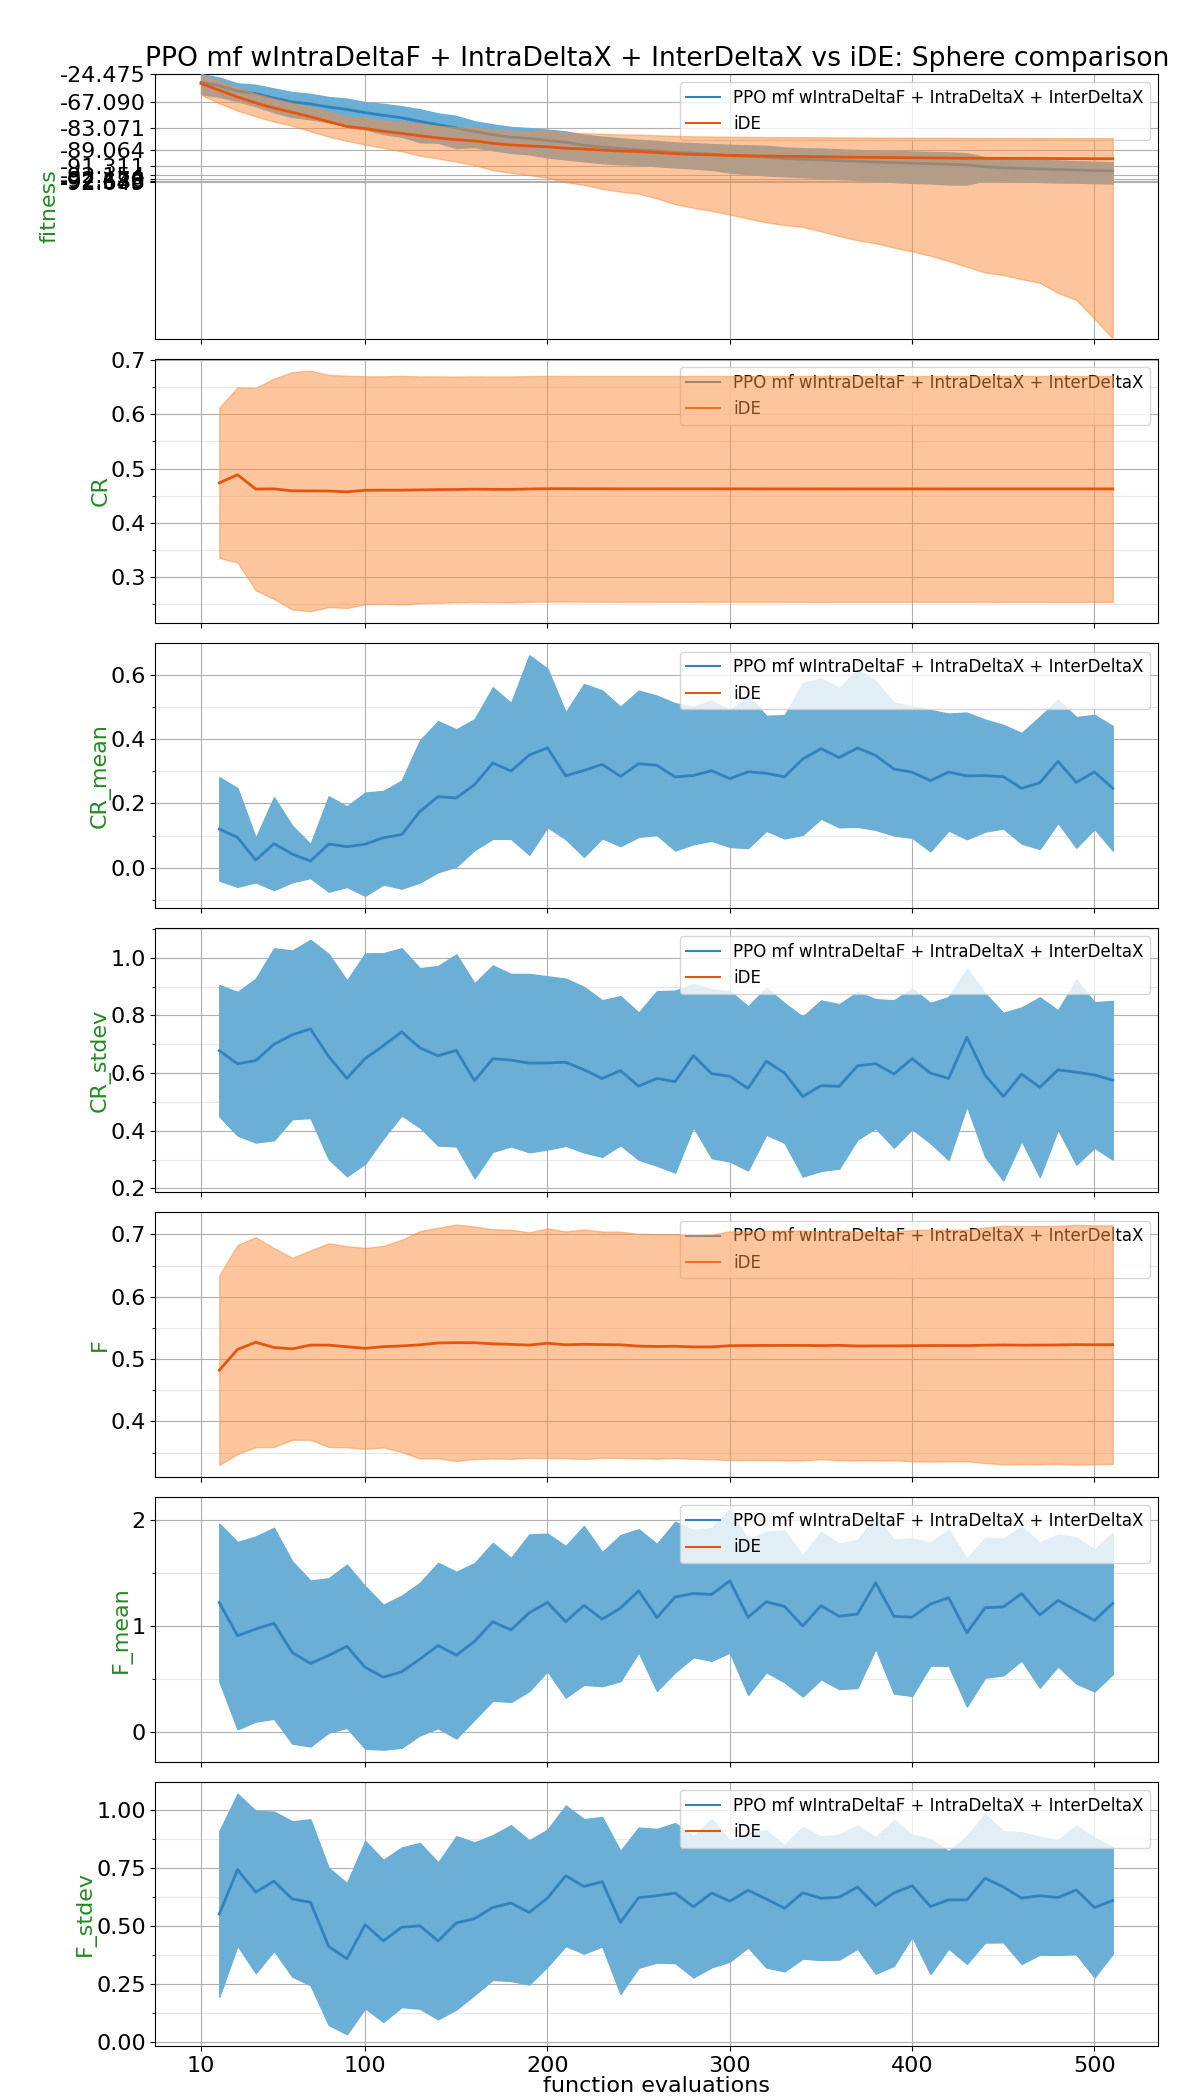 PPO mf wIntraDeltaF + IntraDeltaX + InterDeltaX vs iDE: Sphere comparison
-24.475
-67.090
-83.071
-89.064
-91.311
fitness
PPO mf wIntraDeltaF + IntraDeltaX + InterDeltaX
iDE
0.7
0.6
0.5
0.4
0.3
CR
PPO mf wIntraDeltaF + IntraDeltaX + InterDeltaX
iDE
0.6
0.4
0.2
0.0
CR_mean
PPO mf wIntraDeltaF + IntraDeltaX + InterDeltaX
iDE
1.0
0.8
0.6
0.4
0.2
CR_stdev
PPO mf wIntraDeltaF + IntraDeltaX + InterDeltaX
iDE
0.7
0.6
0.5
0.4
F
PPO mf wIntraDeltaF + IntraDeltaX + InterDeltaX
iDE
2
1
0
F_mean
PPO mf wIntraDeltaF + IntraDeltaX + InterDeltaX
iDE
1.00
0.75
0.50
0.25
0.00
F_stdev
PPO mf wIntraDeltaF + IntraDeltaX + InterDeltaX
iDE
10 100 200 300 400 500
function evaluations